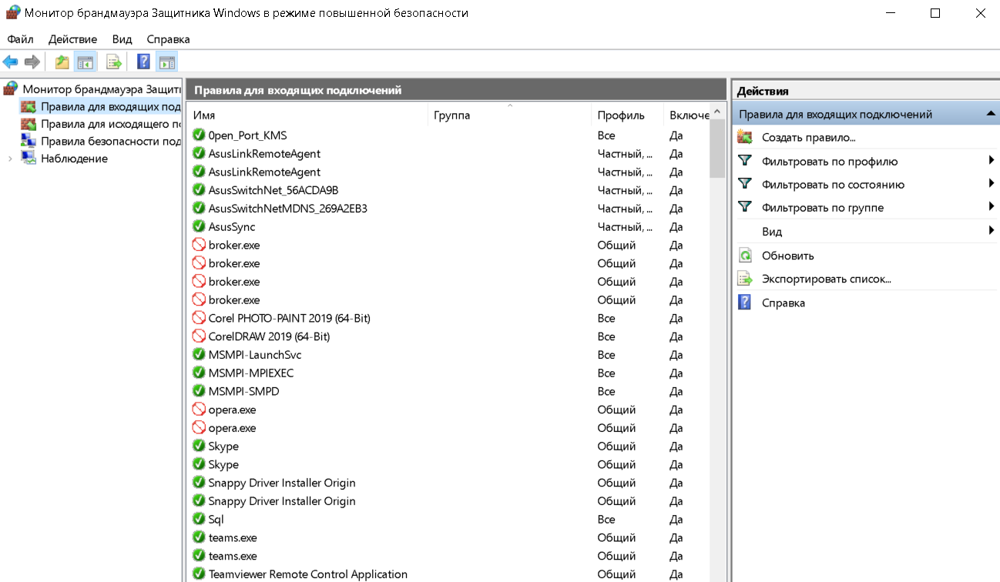 Монитор брандмауэра Защитника Windows в режиме повышенной безопасности
Файл Действие Вид Справка
Монитор брандмауэра Защити
Правила для входящих под
Правила для исходящего по
Правила безопасности под
Наблюдение
Правила для входящих подключений
Имя Группа Профиль Включе
0pen_Port_KMS Все Да
AsusLinkRemoteAgent Частный, ... Да
AsusLinkRemoteAgent Частный, ... Да
AsusSwitchNet_56ACDA9B Частный, ... Да
AsusSwitchNetMDNS_269A2EB3 Частный, ... Да
AsusSync Частный, ... Да
broker.exe Общий Да
broker.exe Общий Да
broker.exe Общий Да
broker.exe Общий Да
Corel PHOTO-PAINT 2019 (64-Bit) Все Да
CorelDRAW 2019 (64-Bit) Все Да
MSMPI-LaunchSvc Все Да
MSMPI-MPIEXEC Все Да
MSMPI-SMPD Все Да
opera.exe Общий Да
opera.exe Общий Да
Skype Общий Да
Skype Общий Да
Snappy Driver Installer Origin Общий Да
Snappy Driver Installer Origin Общий Да
Sql Все Да
teams.exe Общий Да
teams.exe Общий Да
Teamviewer Remote Control Application Общий Да
Действия
Правила для входящих подключений
Создать правило...
Фильтровать по профилю
Фильтровать по состоянию
Фильтровать по группе
Вид
Обновить
Экспортировать список...
Справка